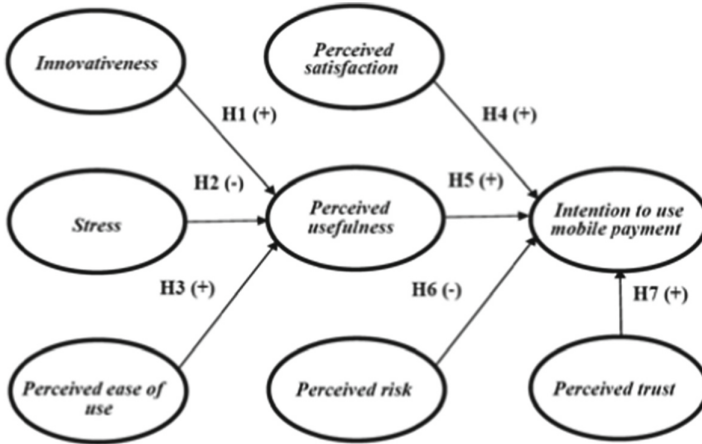 Innovativeness
Perceived
satisfaction
H1 (+)
H4 (+)
H2 (-)
H5 (+)
Stress
Perceived
usefulness
Intention to use
mobile payment
H3 (+)
H6 (-)
H7 (+)
Perceived ease of
use
Perceived risk
Perceived trust